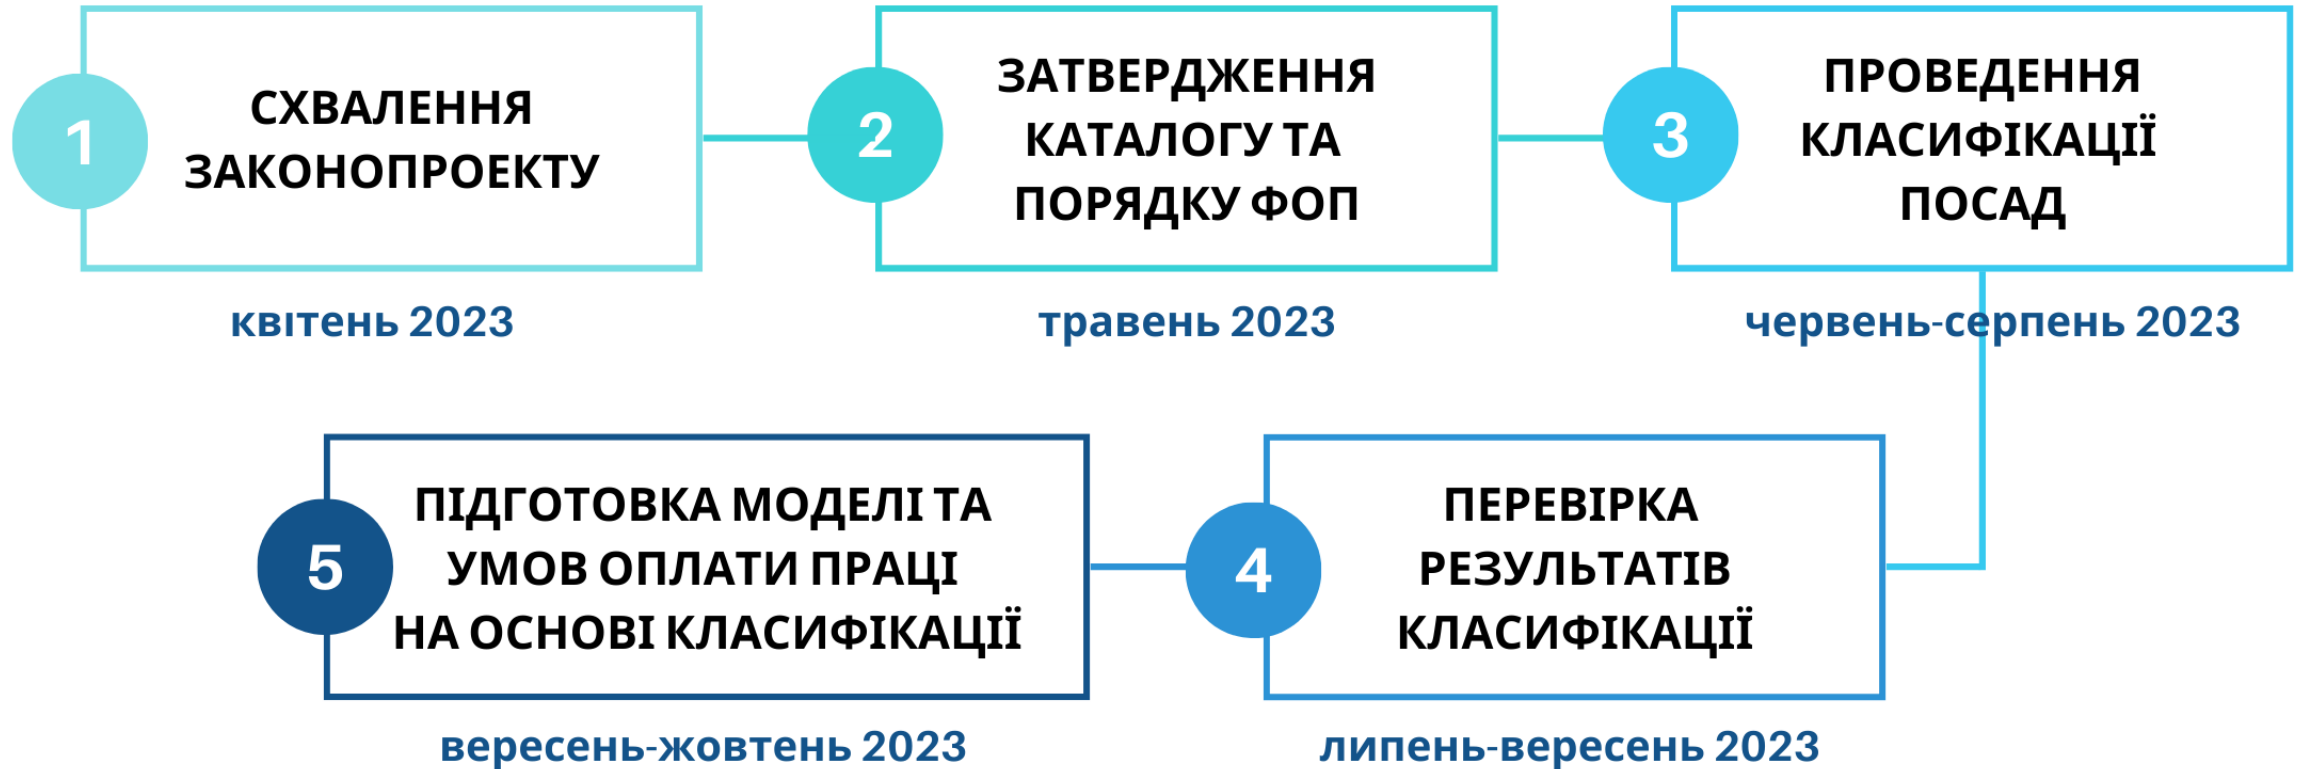 1
СХВАЛЕННЯ
ЗАКОНОПРОЕКТУ
квітень 2023
2
ЗАТВЕРДЖЕННЯ
КАТАЛОГУ ТА
ПОРЯДКУ ФОП
травень 2023
3
ПРОВЕДЕННЯ
КЛАСИФІКАЦІЇ
ПОСАД
червень-серпень 2023
4
ПЕРЕВІРКА
РЕЗУЛЬТАТІВ
КЛАСИФІКАЦІЇ
липень-вересень 2023
5
ПІДГОТОВКА МОДЕЛІ ТА
УМОВ ОПЛАТИ ПРАЦІ
НА ОСНОВІ КЛАСИФІКАЦІЇ
вересень-жовтень 2023